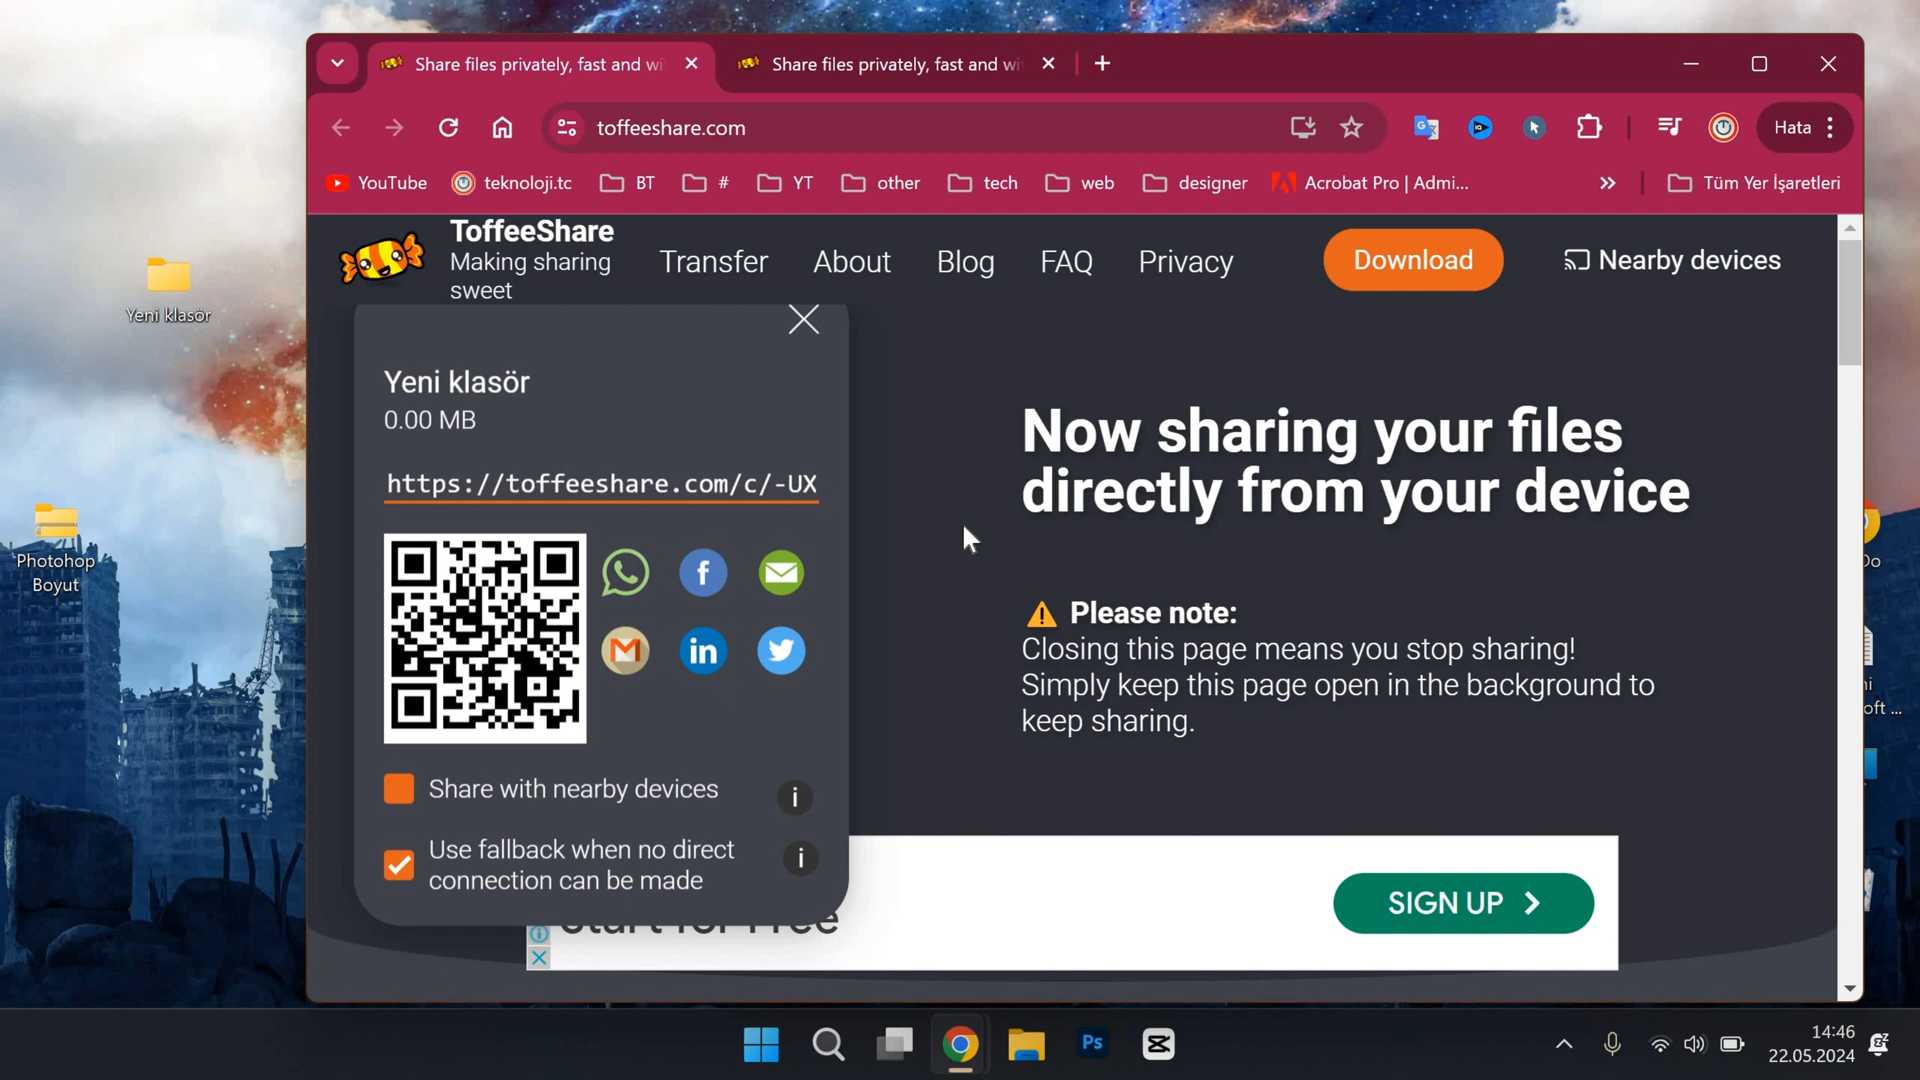 Share files privately, fast and wi
Share files privately, fast and wi
toffeeshare.com
Hata
YouTube
teknoloji.tc
BT
#
YT
other
tech
web
designer
Acrobat Pro | Admi...
Tüm Yer İşaretleri
ToffeeShare
Making sharing
sweet
Transfer
About
Blog
FAQ
Privacy
Download
Nearby devices
Yeni klasör
0.00 MB
https://toffeeshare.com/c/-UX
Share with nearby devices
i
Use fallback when no direct
connection can be made
i
Now sharing your files
directly from your device
Please note:
Closing this page means you stop sharing!
Simply keep this page open in the background to
keep sharing.
Start for Free
SIGN UP
Yeni klasör
Photohop
Boyut
Ps
14:46
22.05.2024